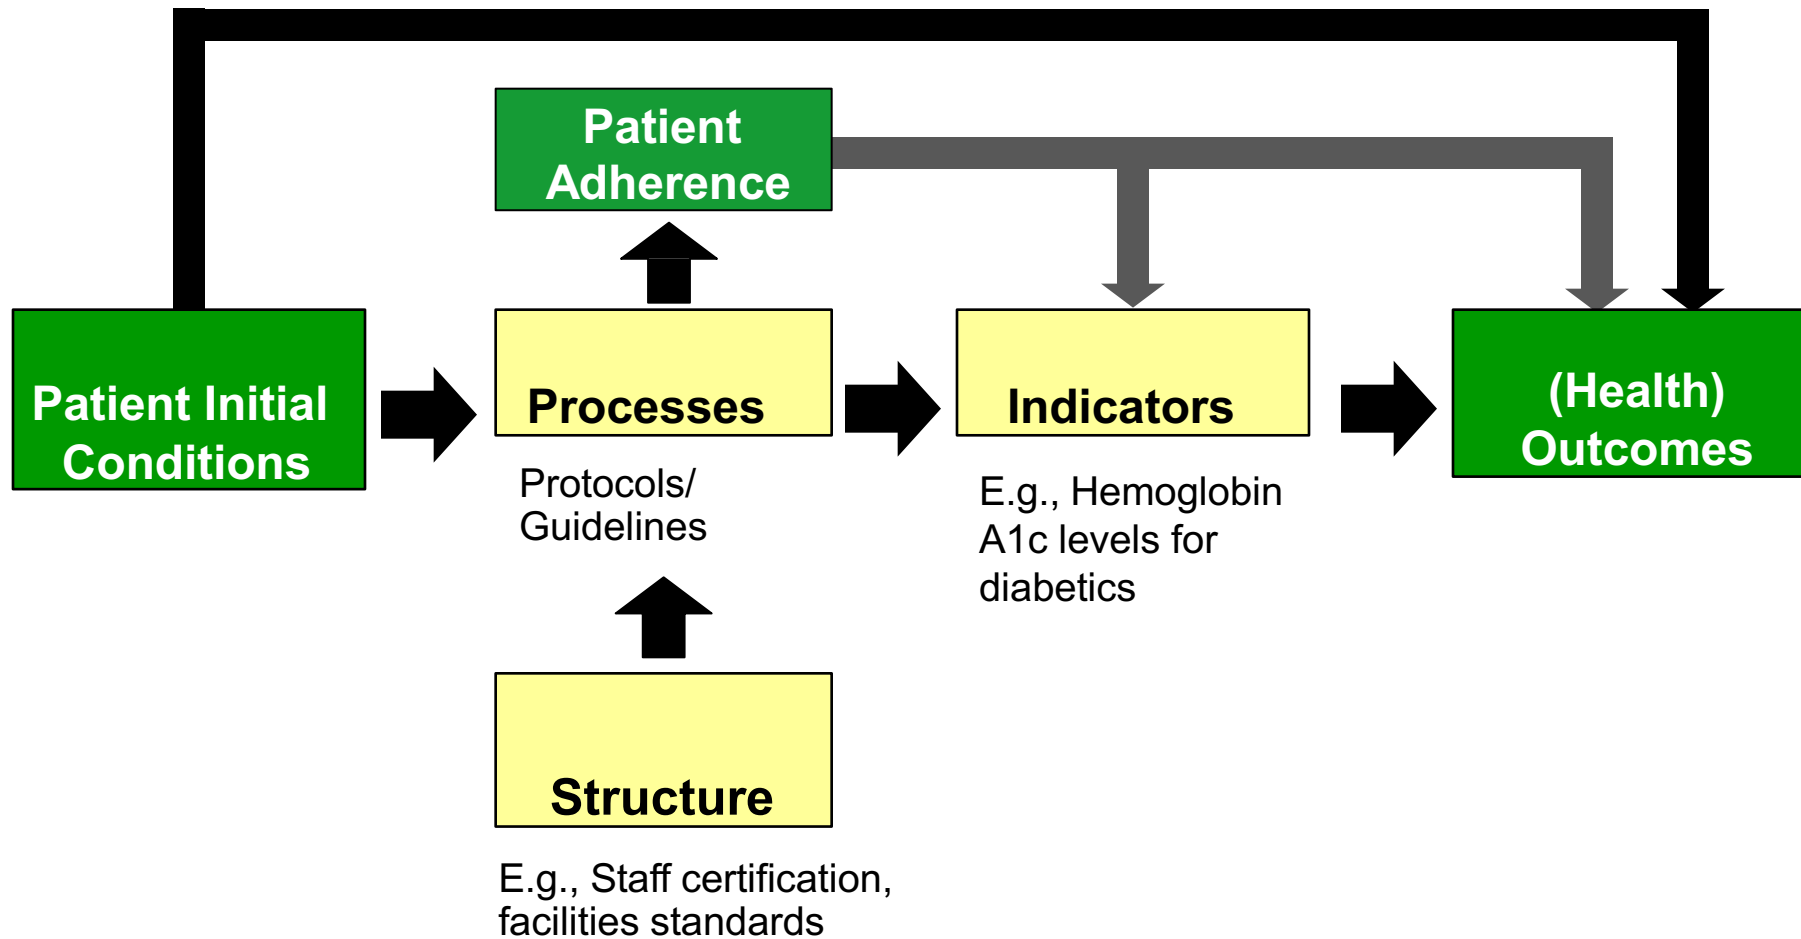 Patient
Adherence
Patient Initial
Conditions
Processes
Protocols/
Guidelines
Indicators
E.g., Hemoglobin
A1c levels for
diabetics
(Health)
Outcomes
Structure
E.g., Staff certification,
facilities standards